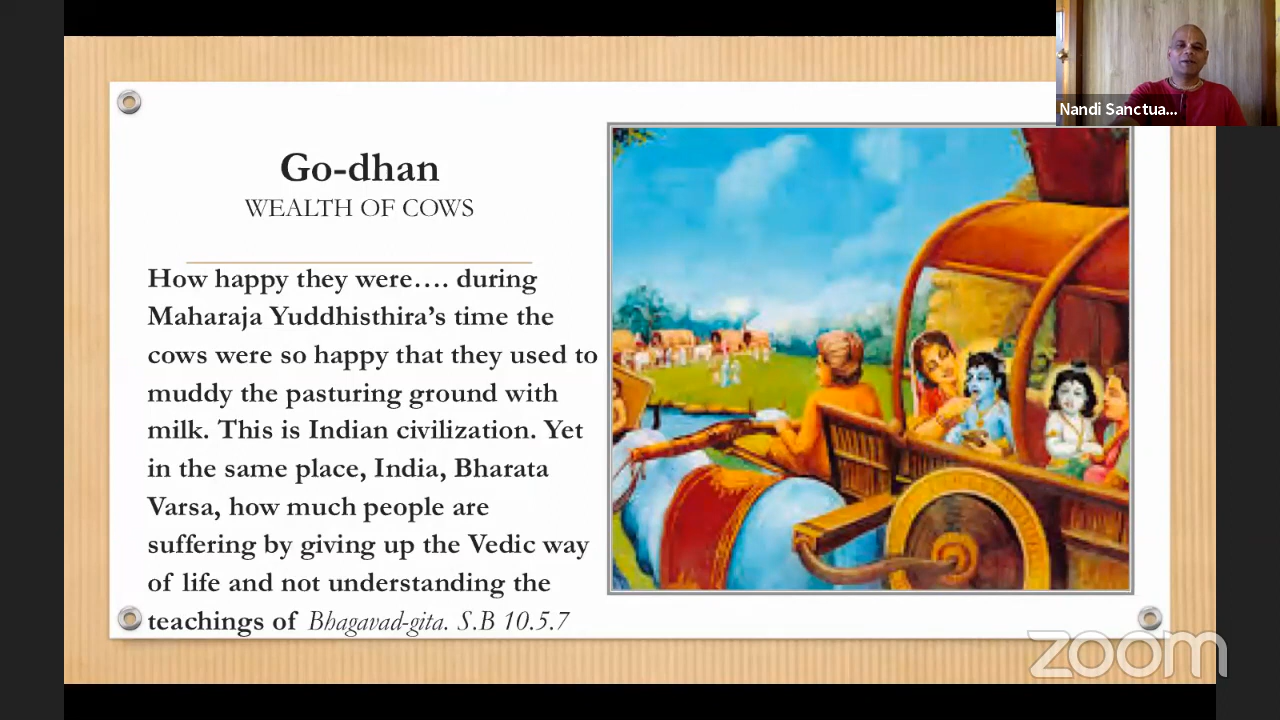 Nandi Sanctua...
Go-dhan
WEALTH OF COWS
How happy they were.... during
Maharaja Yuddhisthira’s time the
cows were so happy that they used to
muddy the pasturing ground with
milk. This is Indian civilization. Yet
in the same place, India, Bharata
Varsa, how much people are
suffering by giving up the Vedic way
of life and not understanding the
teachings of Bhagavad-gita. S.B 10.5.7
zoom